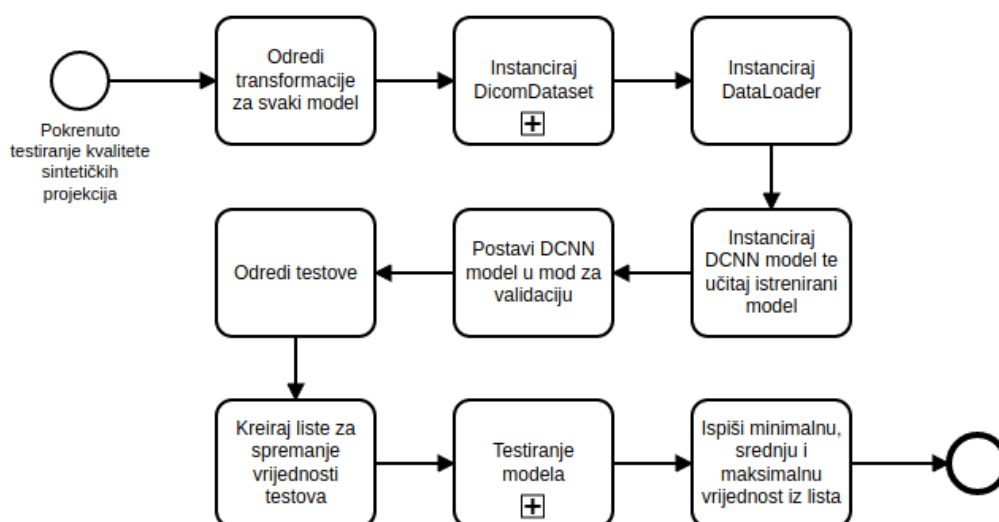 Pokrenuto
testiranje kvalitete
sintetičkih
projekcija
Odredi
transformacije
za svaki model
Instanciraj
DicomDataset
Instanciraj
DataLoader
Instanciraj
DCNN model te
učitaj istrenirani
model
Postavi DCNN
model u mod za
validaciju
Odredi testove
Kreiraj liste za
spremanje
vrijednosti
testova
Testiranje
modela
Ispiši minimalnu,
srednju i
maksimalnu
vrijednost iz lista